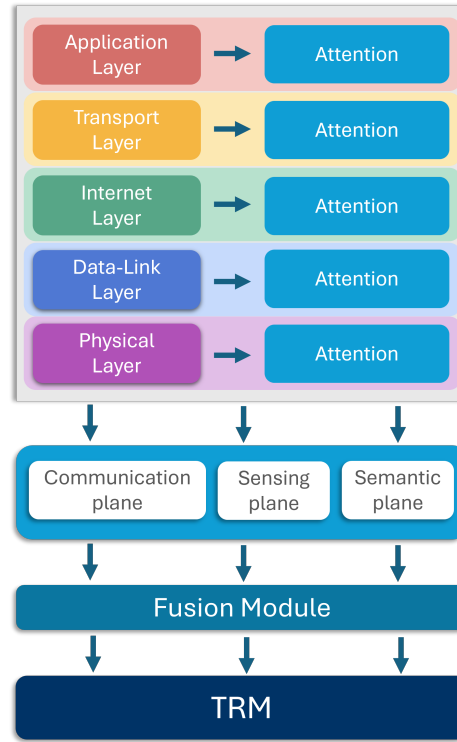 Application
Layer
Attention
Transport
Layer
Attention
Internet
Layer
Attention
Data-Link
Layer
Attention
Physical
Layer
Attention
Communication
plane
Sensing
plane
Semantic
plane
Fusion Module
TRM